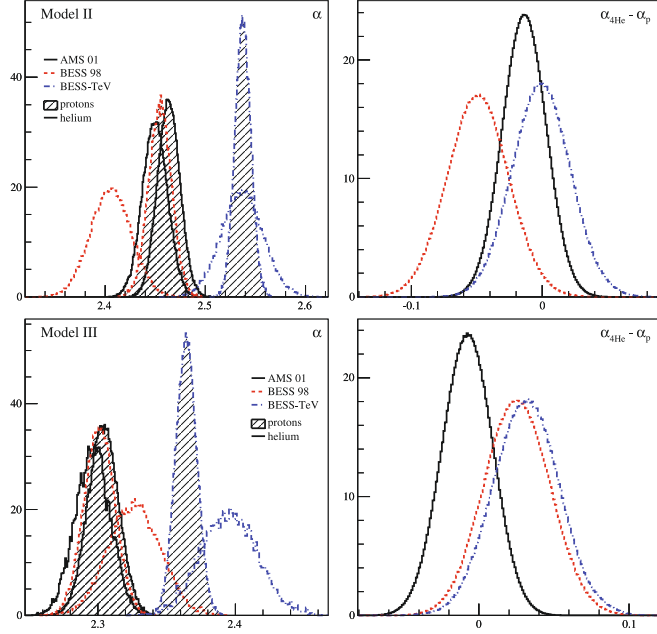 Model II α
AMS 01
BESS 98
BESS-TeV
protons
helium
40
20
0
2.4 2.5 2.6
α4He - αp
20
10
0
-0.1 0
Model III α
AMS 01
BESS 98
BESS-TeV
protons
helium
40
20
0
2.3 2.4
α4He - αp
20
10
0
0 0.1